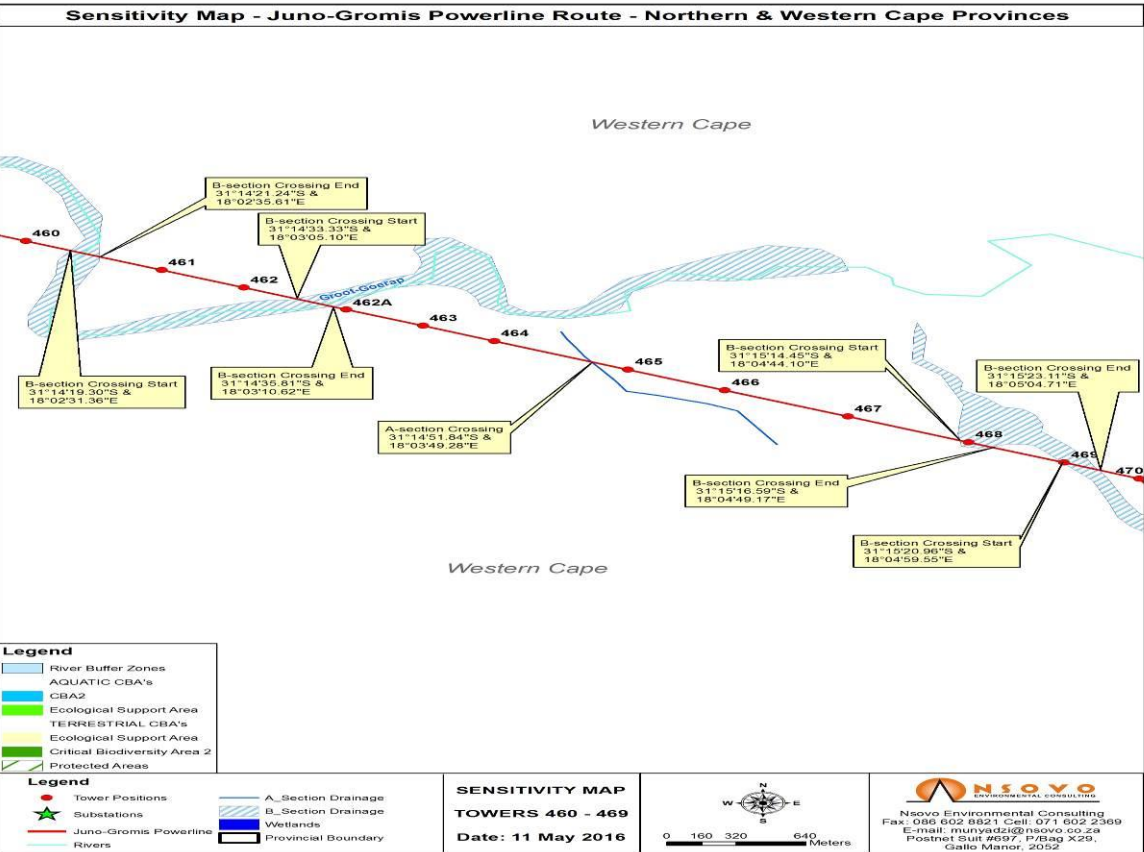 Sensitivity Map - Juno-Gromis Powerline Route - Northern & Western Cape Provinces
Western Cape
B-section Crossing End
31°14'21.24"S &
18°02'35.61"E
B-section Crossing Start
31°14'33.33"S &
18°03'05.10"E
460
461
462
Groot-Goerap
462A
463
464
465
466
467
468
469
470
B-section Crossing Start
31°14'19.30"S &
18°02'31.36"E
B-section Crossing End
31°14'35.81"S &
18°03'10.62"E
A-section Crossing
31°14'51.84"S &
18°03'49.28"E
B-section Crossing Start
31°15'14.45"S &
18°04'44.10"E
B-section Crossing End
31°15'23.11"S &
18°05'04.71"E
B-section Crossing End
31°15'16.59"S &
18°04'49.17"E
B-section Crossing Start
31°15'20.96"S &
18°04'59.55"E
Western Cape
Legend
River Buffer Zones
AQUATIC CBA's
CBA2
Ecological Support Area
TERRESTRIAL CBA's
Ecological Support Area
Critical Biodiversity Area 2
Protected Areas
Legend
Tower Positions
Substations
Juno-Gromis Powerline
Rivers
A_Section Drainage
B_Section Drainage
Wetlands
Provincial Boundary
SENSITIVITY MAP
TOWERS 460 - 469
Date: 11 May 2016
N
W E
S
0 160 320 640
Meters
NSOVO
ENVIRONMENTAL CONSULTING
Nsovo Environmental Consulting
Fax: 086 602 8821 Cell: 071 602 2369
E-mail: munyadzi@nsovo.co.za
Postnet Suit #697, P/Bag X29,
Gallo Manor, 2052